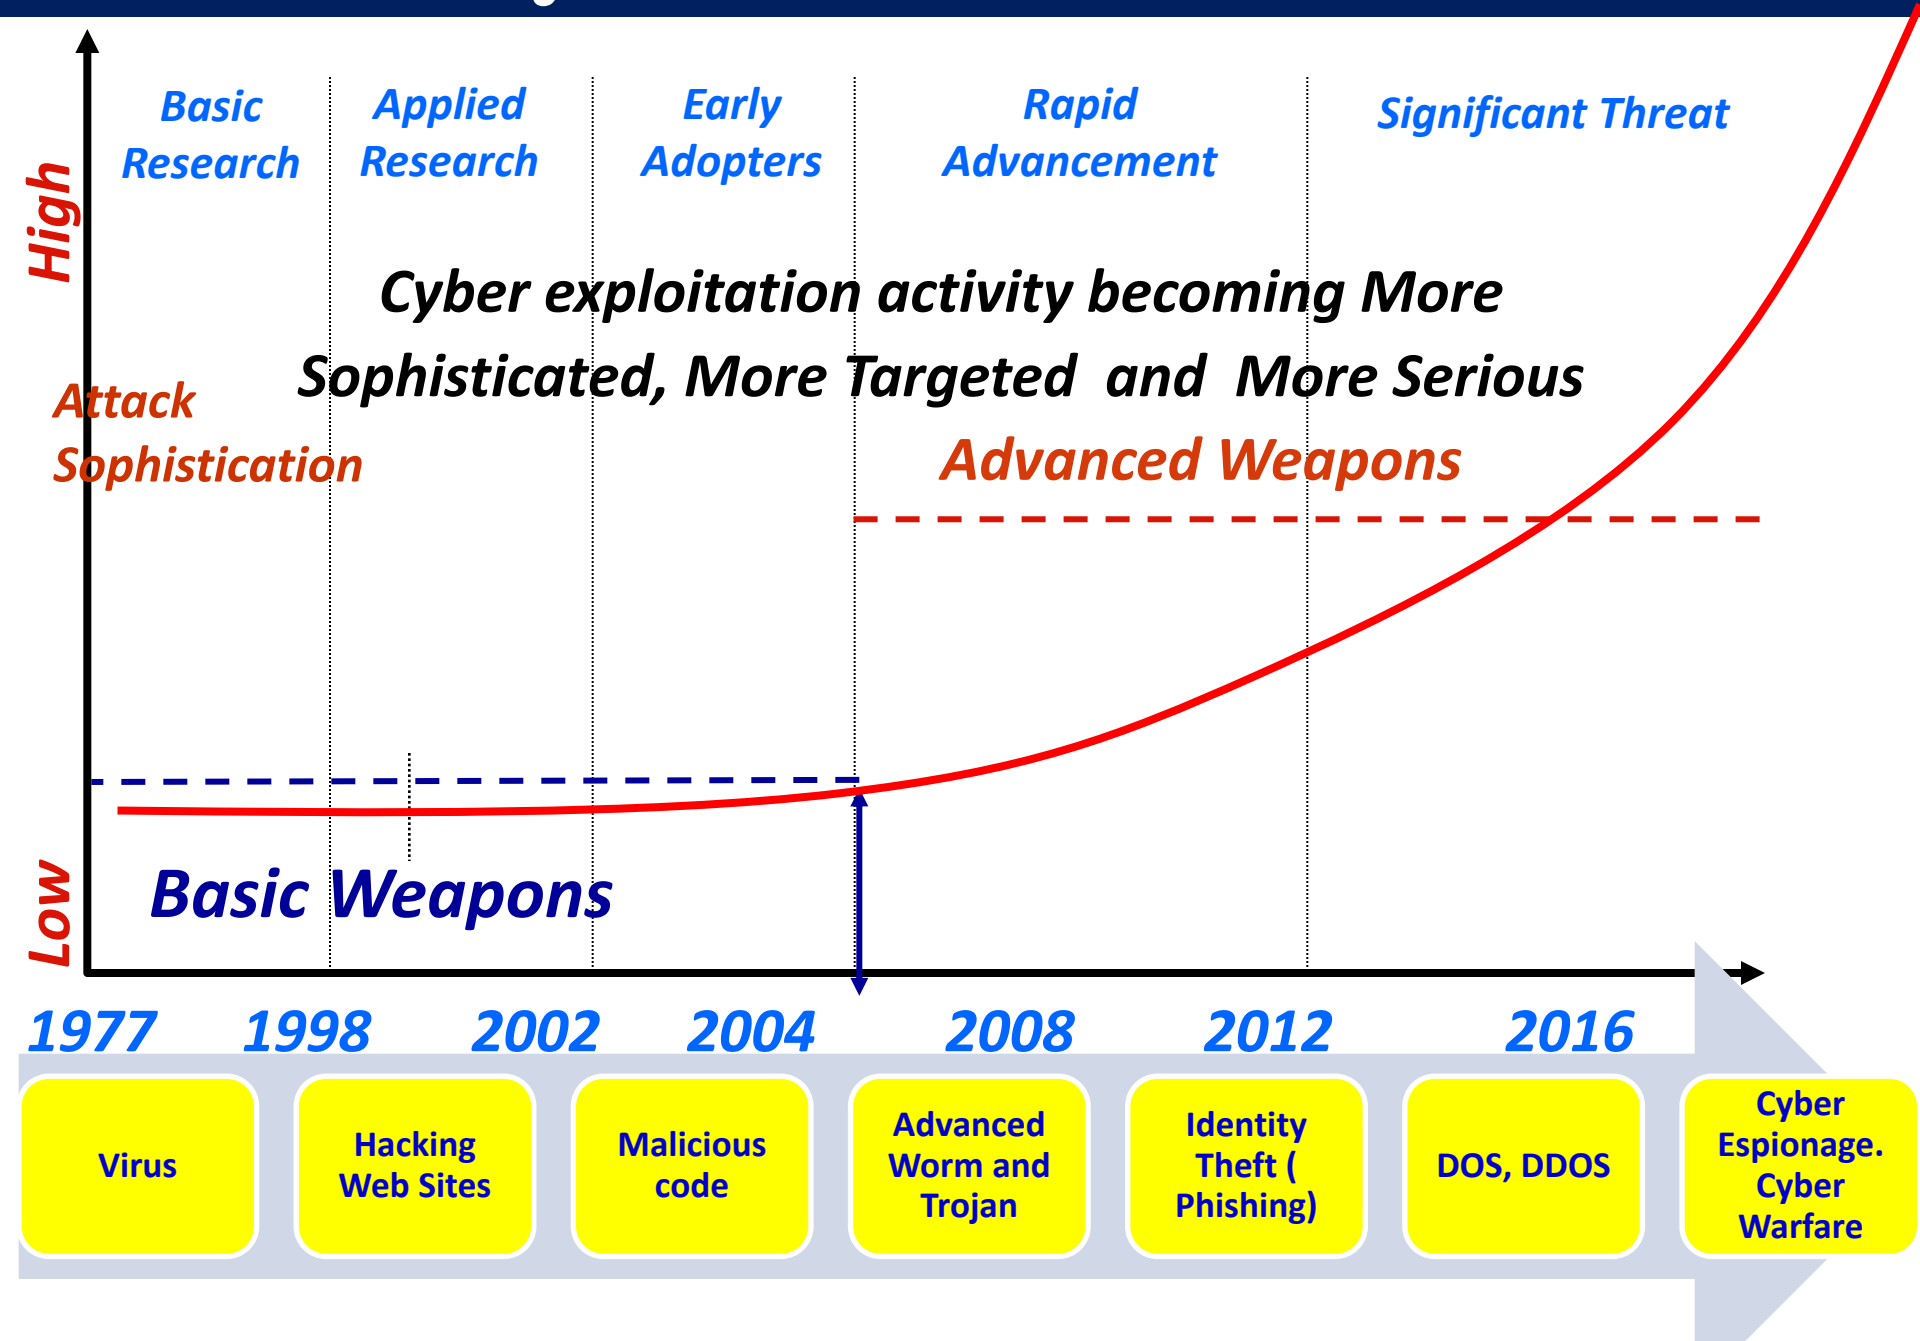 Basic
Research
Applied
Research
Early
Adopters
Rapid
Advancement
Significant Threat
High
Cyber exploitation activity becoming More
Sophisticated, More Targeted and More Serious
Attack
Sophistication
Advanced Weapons
Basic Weapons
Low
1977 1998 2002 2004 2008 2012 2016
Virus
Hacking
Web Sites
Malicious
code
Advanced
Worm and
Trojan
Identity
Theft (
Phishing)
DOS, DDOS
Cyber
Espionage.
Cyber
Warfare